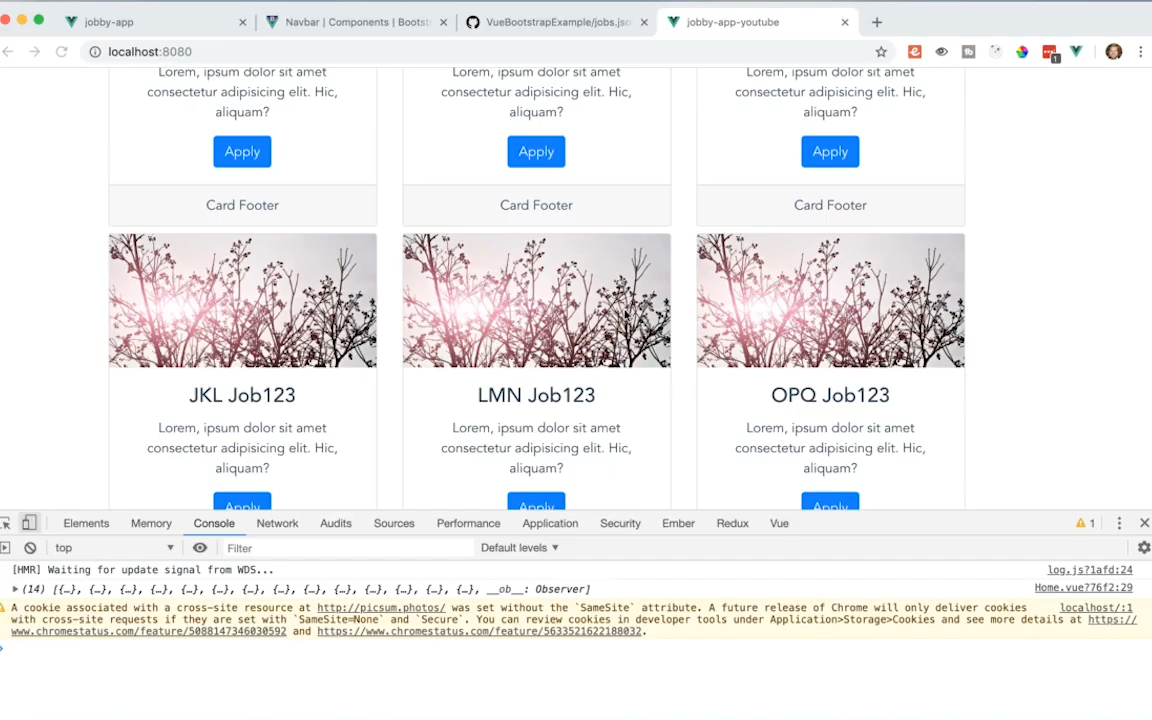 jobby-app
Navbar | Components | Bootst
VueBootstrapExample/jobs.jso
jobby-app-youtube
localhost:8080
1
Lorem, ipsum dolor sit amet
consectetur adipisicing elit. Hic,
aliquam?
Apply
Card Footer
Lorem, ipsum dolor sit amet
consectetur adipisicing elit. Hic,
aliquam?
Apply
Card Footer
Lorem, ipsum dolor sit amet
consectetur adipisicing elit. Hic,
aliquam?
Apply
Card Footer
JKL Job123
Lorem, ipsum dolor sit amet
consectetur adipisicing elit. Hic,
aliquam?
Apply
LMN Job123
Lorem, ipsum dolor sit amet
consectetur adipisicing elit. Hic,
aliquam?
Apply
OPQ Job123
Lorem, ipsum dolor sit amet
consectetur adipisicing elit. Hic,
aliquam?
Apply
Elements Memory Console Network Audits Sources Performance Application Security Ember Redux Vue 1
top Filter Default levels
[HMR] Waiting for update signal from WDS... log.js?1afd:24
(14) [{…}, {…}, {…}, {…}, {…}, {…}, {…}, {…}, {…}, {…}, {…}, {…}, {…}, {…}, __ob__: Observer] Home.vue?76f2:29
A cookie associated with a cross-site resource at http://picsum.photos/ was set without the `SameSite` attribute. A future release of Chrome will only deliver cookies localhost/:1
with cross-site requests if they are set with `SameSite=None` and `Secure`. You can review cookies in developer tools under Application>Storage>Cookies and see more details at https://
www.chromestatus.com/feature/5088147346030592 and https://www.chromestatus.com/feature/5633521622188032.